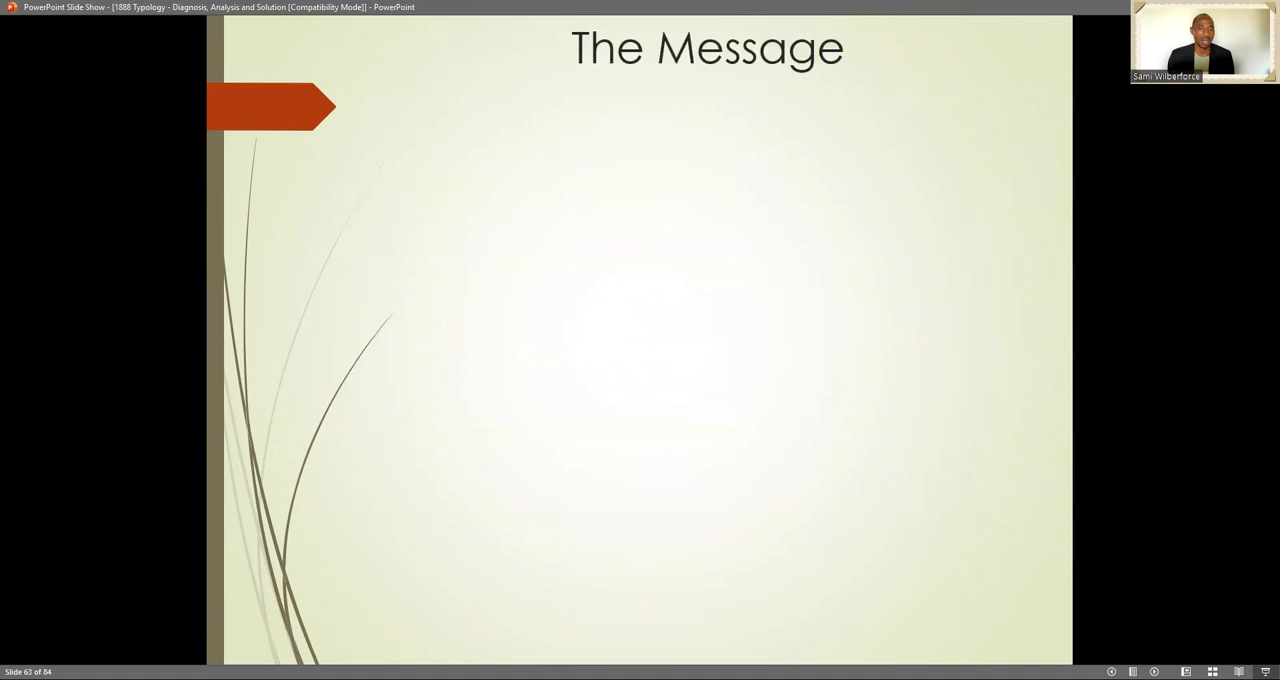 PowerPoint Slide Show - [1888 Typology - Diagnosis, Analysis and Solution [Compatibility Mode]] - PowerPoint
The Message
Sami Wilberforce
Slide 63 of 84